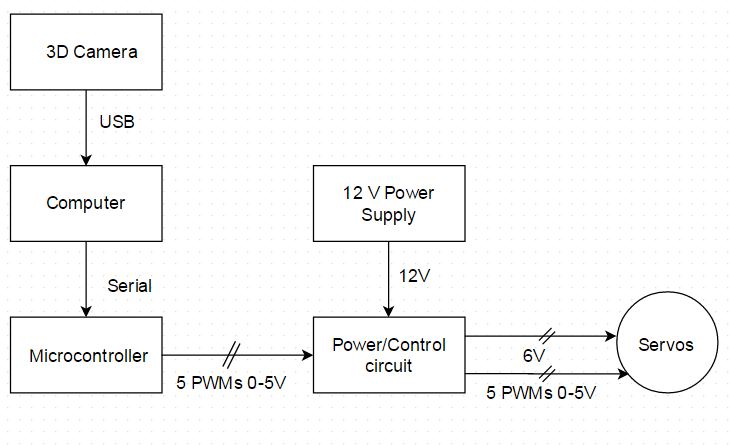 3D Camera
USB
Computer
12 V Power
Supply
Serial
12V
Microcontroller
5 PWMs 0-5V
Power/Control
circuit
6V
5 PWMs 0-5V
Servos